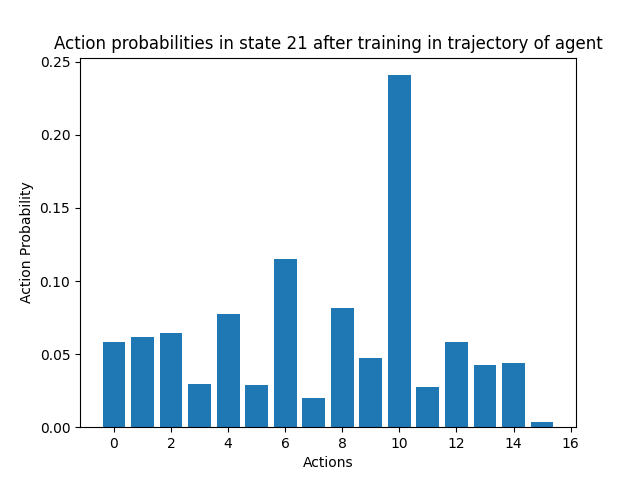 Action probabilities in state 21 after training in trajectory of agent
0.25
0.20
0.15
0.10
0.05
0.00
Action Probability
0 2 4 6 8 10 12 14 16
Actions